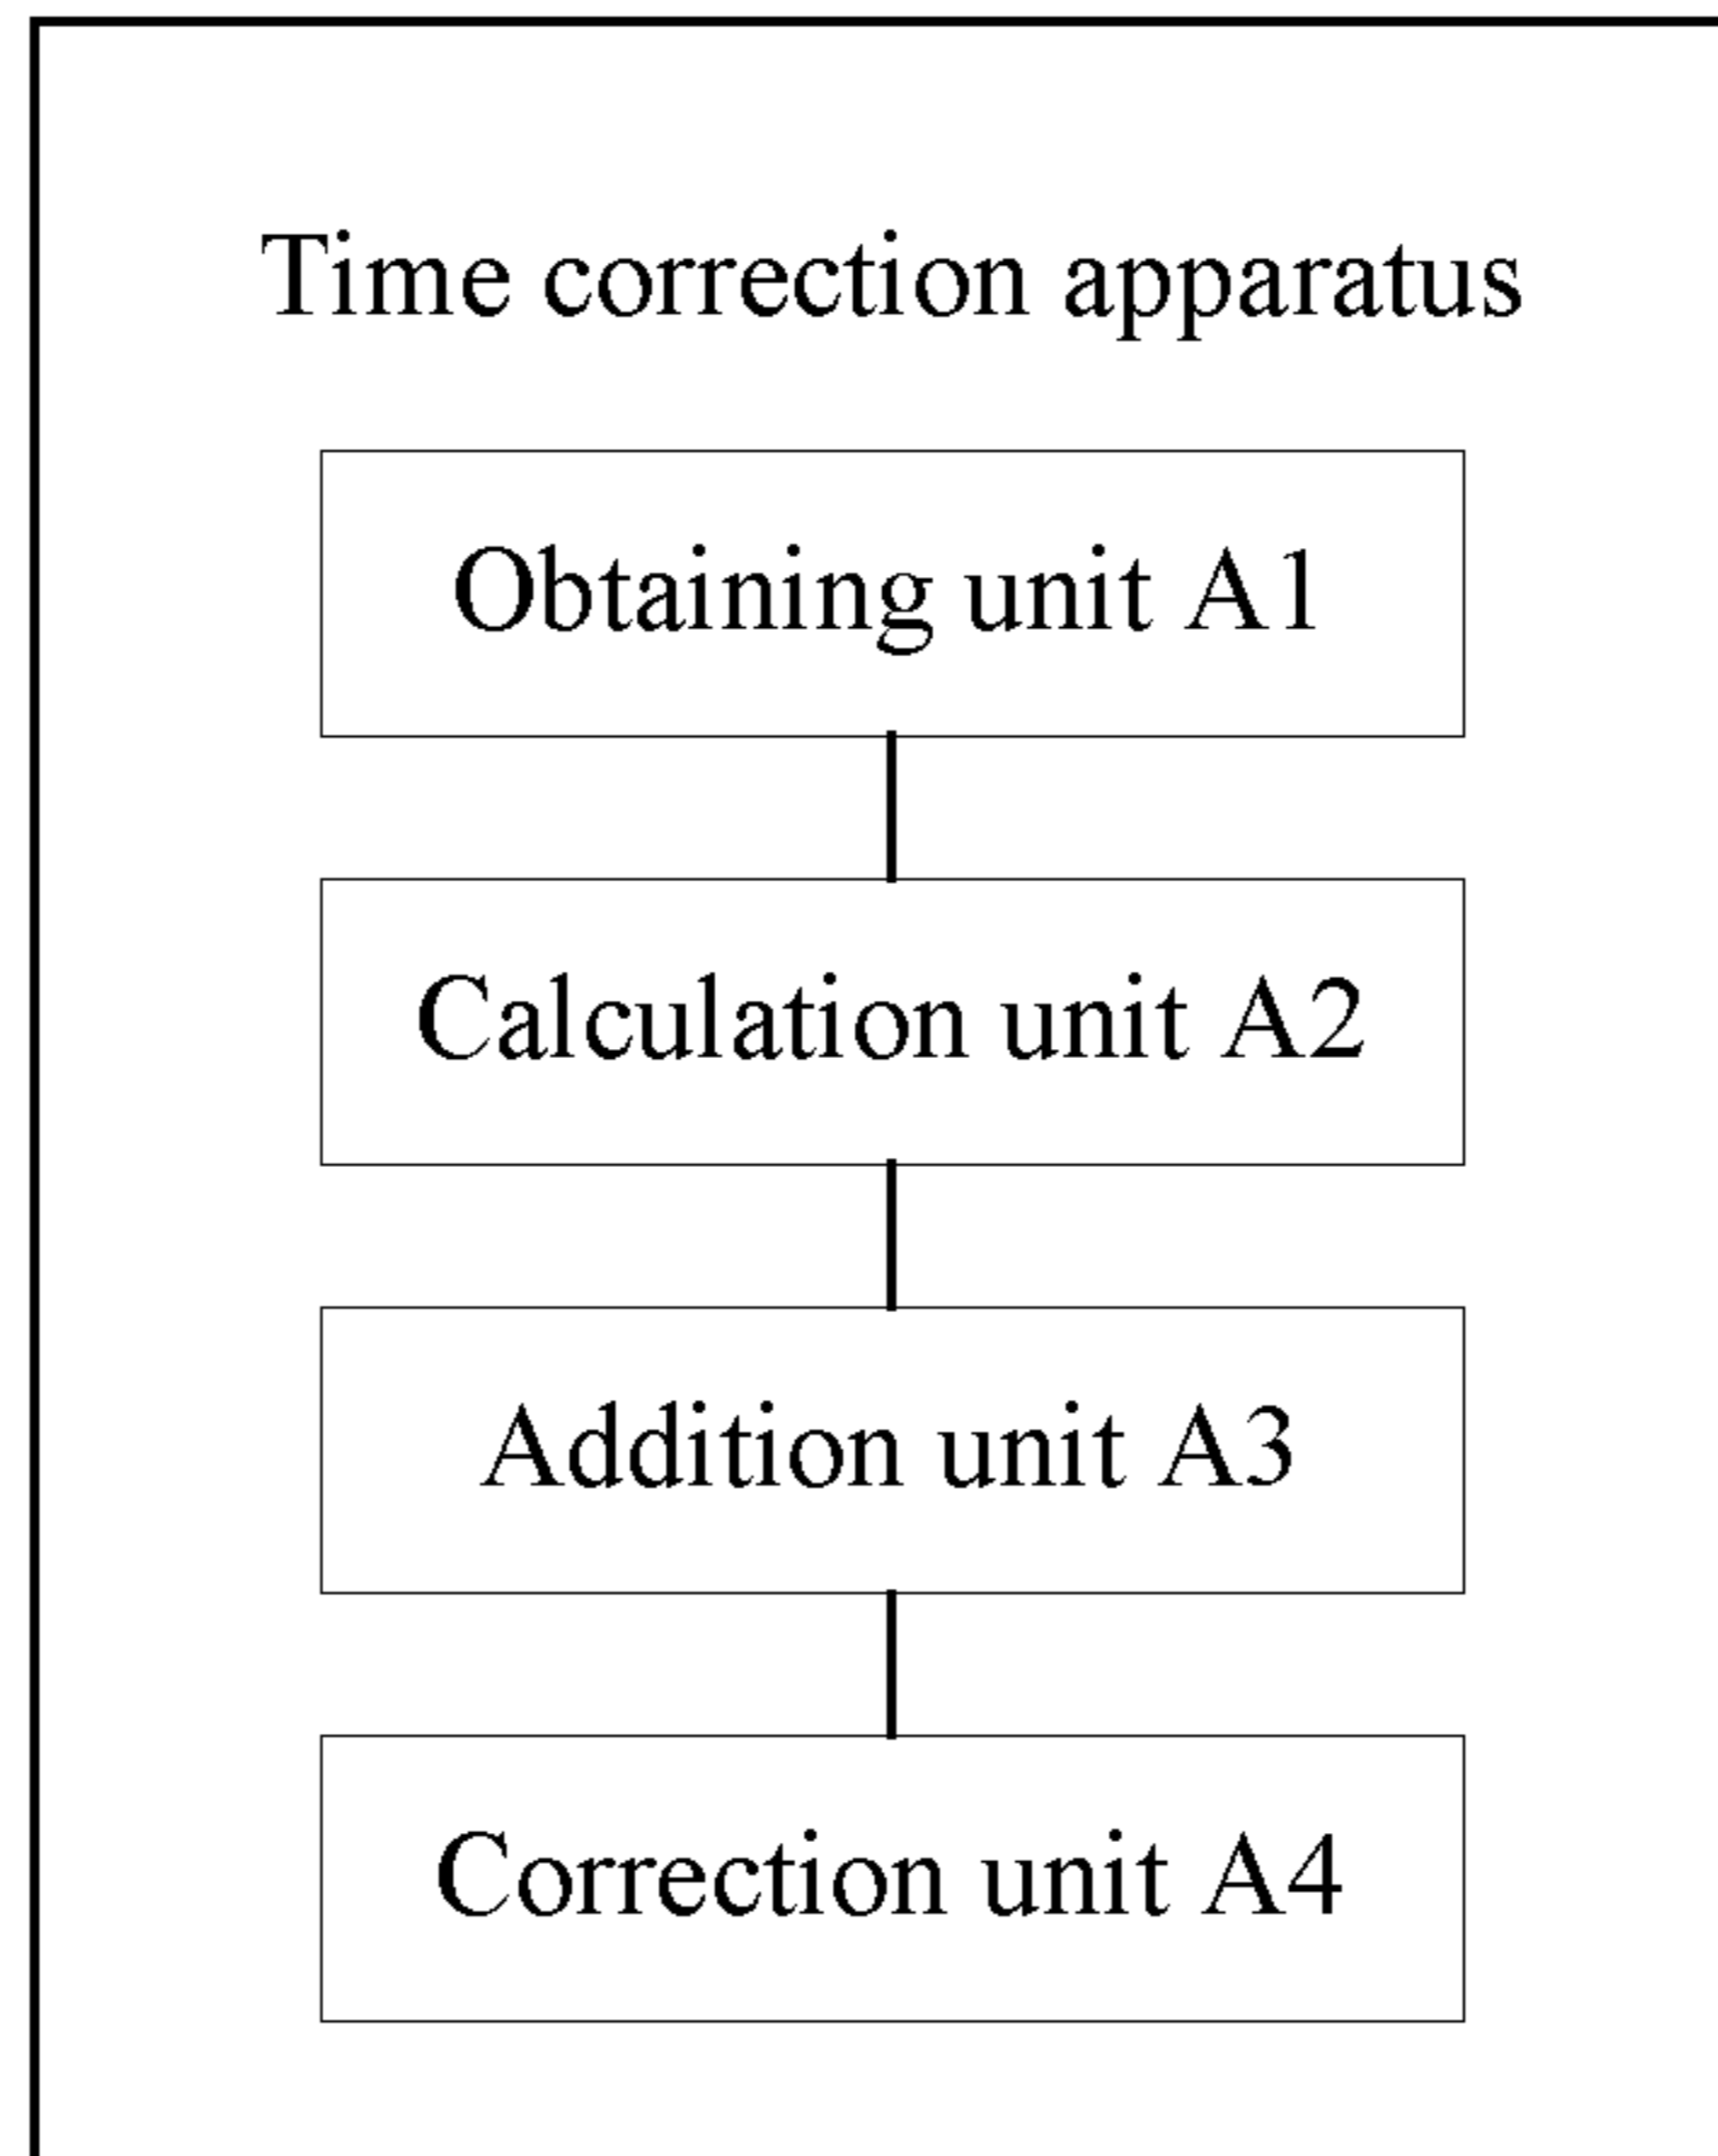 Time correction apparatus
Obtaining unit A1
Calculation unit A2
Addition unit A3
Correction unit A4